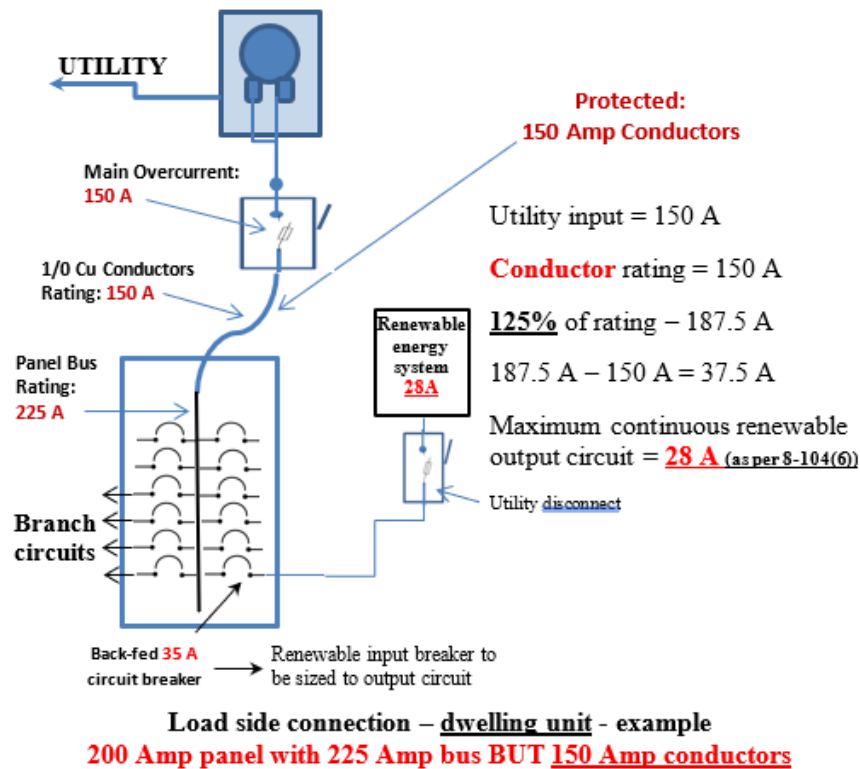 UTILITY
Protected:
150 Amp Conductors
Main Overcurrent:
150 A
Utility input = 150 A
1/0 Cu Conductors
Rating: 150 A
Conductor rating = 150 A
Renewable
energy
system
28A
125% of rating – 187.5 A
Panel Bus
Rating:
225 A
187.5 A – 150 A = 37.5 A
Maximum continuous renewable
output circuit = 28 A (as per 8-104(6))
Utility disconnect
Branch
circuits
Back-fed 35 A
circuit breaker
Renewable input breaker to
be sized to output circuit
Load side connection – dwelling unit - example
200 Amp panel with 225 Amp bus BUT 150 Amp conductors